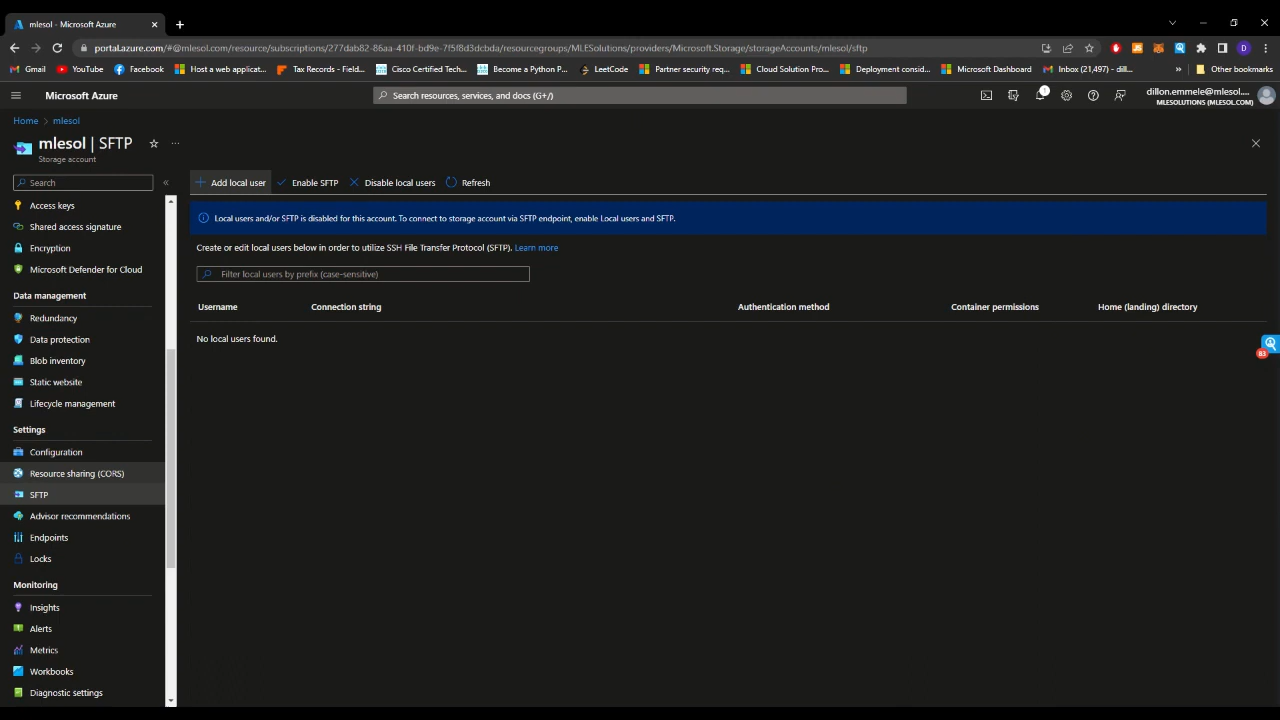 mlesol - Microsoft Azure
portal.azure.com/#@mlesol.com/resource/subscriptions/277dab82-86aa-410f-bd9e-7f5f8d3dcbda/resourcegroups/MLESolutions/providers/Microsoft.Storage/storageAccounts/mlesol/sftp
D
Gmail YouTube Facebook Host a web applicat... Tax Records - Field... Cisco Certified Tech... Become a Python P... LeetCode Partner security req... Cloud Solution Pro... Deployment consid... Microsoft Dashboard Inbox (21,497) - dill... » Other bookmarks
Microsoft Azure
Search resources, services, and docs (G+/)
1
dillon.emmele@mlesol....
MLESOLUTIONS (MLESOL.COM)
Home > mlesol
mlesol | SFTP
Storage account
Search
Access keys
Shared access signature
Encryption
Microsoft Defender for Cloud
Data management
Redundancy
Data protection
Blob inventory
Static website
Lifecycle management
Settings
Configuration
Resource sharing (CORS)
SFTP
Advisor recommendations
Endpoints
Locks
Monitoring
Insights
Alerts
Metrics
Workbooks
Diagnostic settings
Add local user Enable SFTP Disable local users Refresh
Local users and/or SFTP is disabled for this account. To connect to storage account via SFTP endpoint, enable Local users and SFTP.
Create or edit local users below in order to utilize SSH File Transfer Protocol (SFTP). Learn more
Filter local users by prefix (case-sensitive)
Username Connection string Authentication method Container permissions Home (landing) directory
No local users found.
83